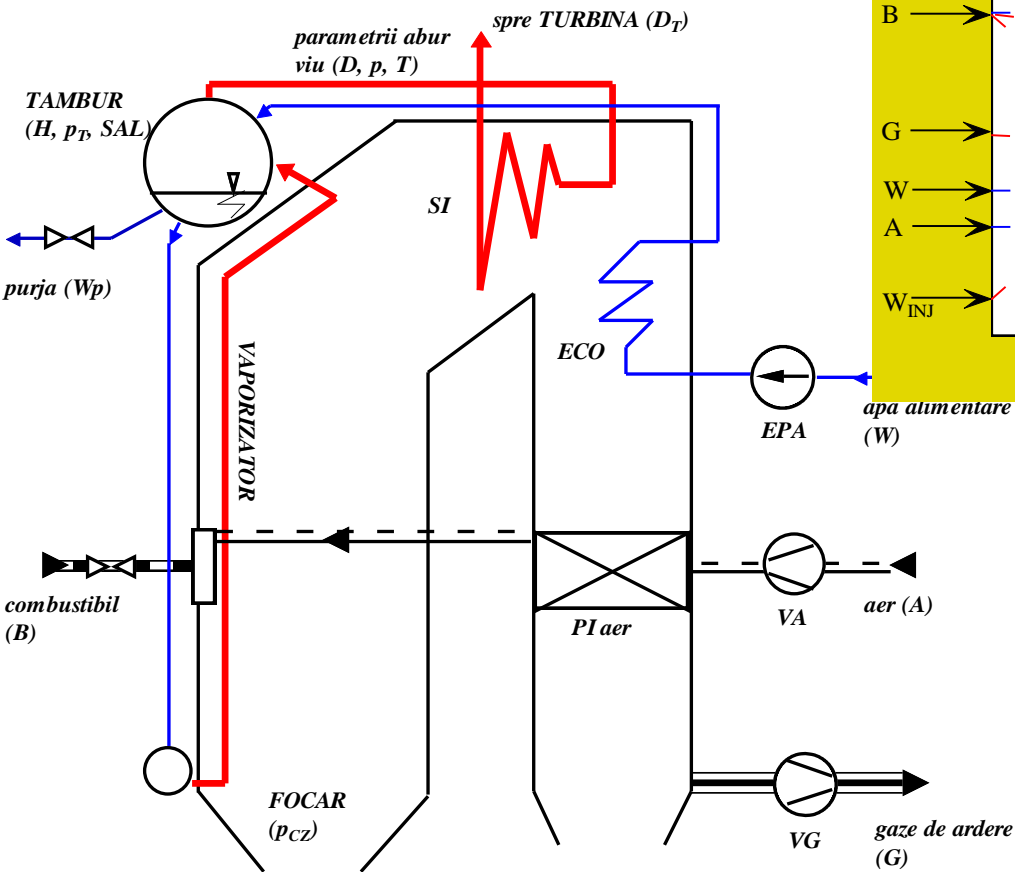 spre TURBINA (D_T)
parametrii abur
viu (D, p, T)
TAMBUR
(H, p_T, SAL)
SI
purja (Wp)
VAPORIZATOR
ECO
EPA
apa alimentare
(W)
combustibil
(B)
PI aer
VA
aer (A)
FOCAR
(p_CZ)
VG
gaze de ardere
(G)
B
G
W
A
W_INJ